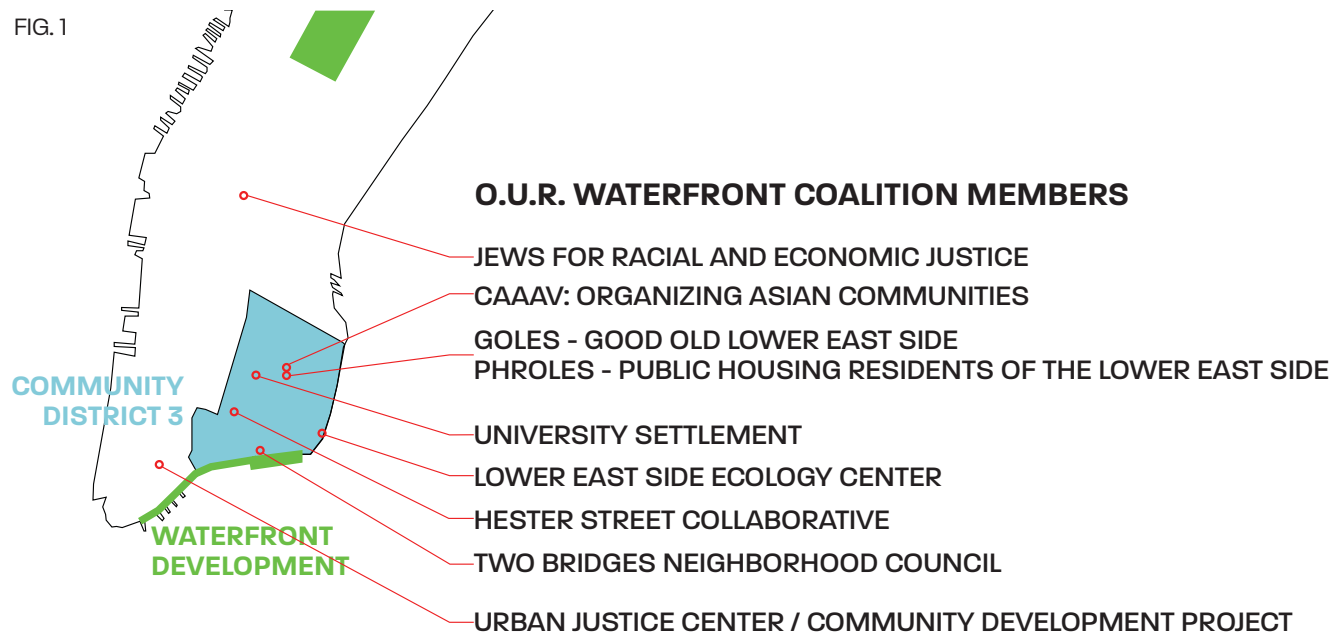 FIG. 1
O.U.R. WATERFRONT COALITION MEMBERS
JEWS FOR RACIAL AND ECONOMIC JUSTICE
CAAAV: ORGANIZING ASIAN COMMUNITIES
GOLES - GOOD OLD LOWER EAST SIDE
PHROLES - PUBLIC HOUSING RESIDENTS OF THE LOWER EAST SIDE
COMMUNITY
DISTRICT 3
UNIVERSITY SETTLEMENT
LOWER EAST SIDE ECOLOGY CENTER
HESTER STREET COLLABORATIVE
WATERFRONT
DEVELOPMENT
TWO BRIDGES NEIGHBORHOOD COUNCIL
URBAN JUSTICE CENTER / COMMUNITY DEVELOPMENT PROJECT